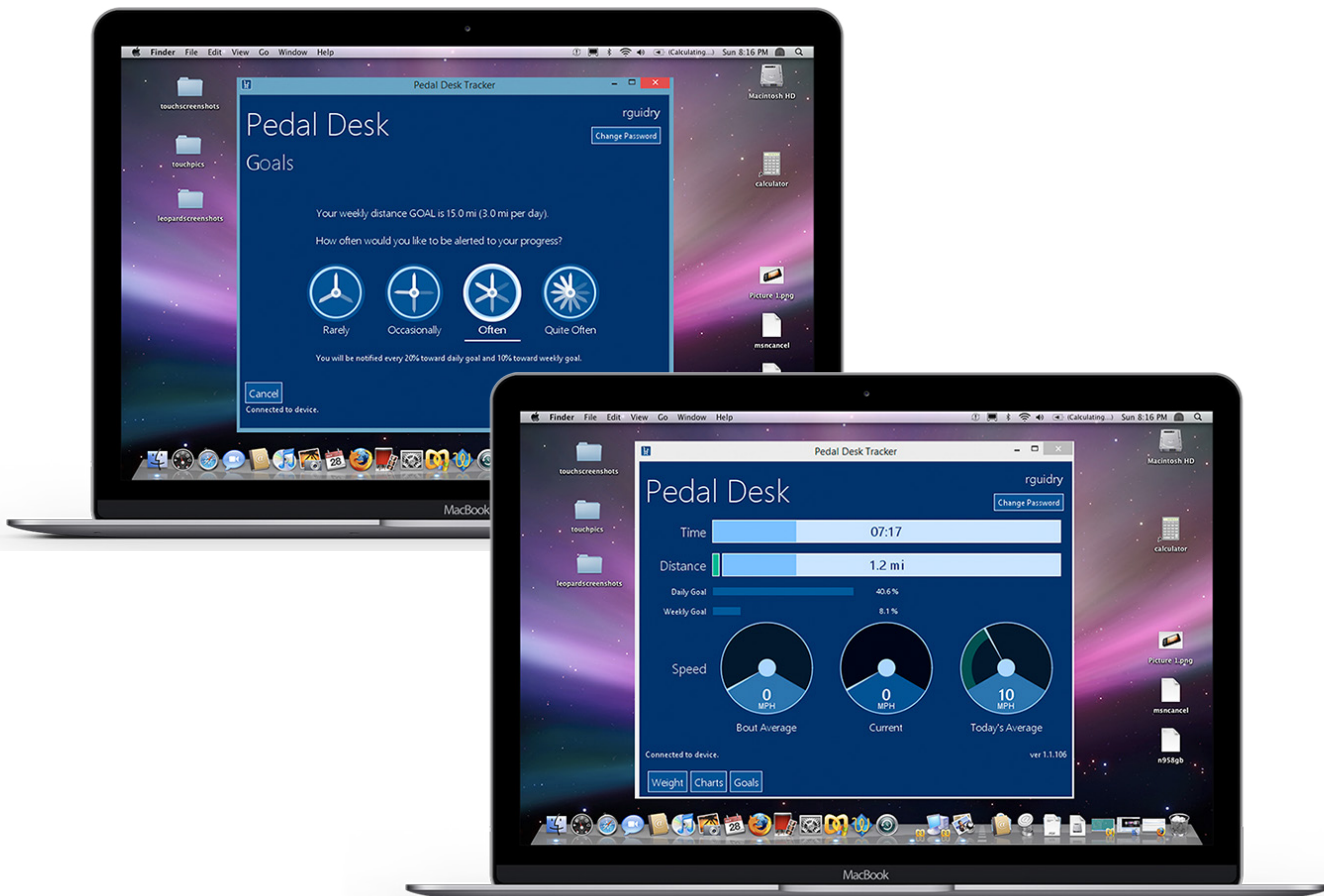 Finder File Edit View Go Window Help
(Calculating...) Sun 8:16 PM
touchscreenshots
touchpics
leopardscreenshots
Macintosh HD
calculator
Picture 1.png
msncancel
Pedal Desk Tracker
Pedal Desk
rguidry
Change Password
Goals
Your weekly distance GOAL is 15.0 mi (3.0 mi per day).
How often would you like to be alerted to your progress?
Rarely Occasionally Often Quite Often
You will be notified every 20% toward daily goal and 10% toward weekly goal.
Cancel
Connected to device.
28
MacBook
Finder File Edit View Go Window Help
(Calculating...) Sun 8:16 PM
touchscreenshots
touchpics
leopardscreenshots
Macintosh HD
calculator
Picture 1.png
msncancel
n958gb
Pedal Desk Tracker
Pedal Desk
rguidry
Change Password
Time 07:17
Distance 1.2 mi
Daily Goal 40.6 %
Weekly Goal 8.1 %
Speed
0 MPH
0 MPH
10 MPH
Bout Average Current Today's Average
Connected to device. ver 1.1.106
Weight Charts Goals
28
MacBook